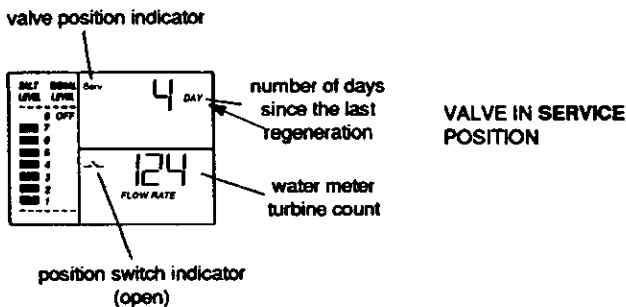 valve position indicator
SALT LEVEL SIGNAL LEVEL
Serv
4 DAY
8 OFF
7
6
5
4
3
2
1
124
FLOW RATE
number of days
since the last
regeneration
VALVE IN SERVICE
POSITION
water meter
turbine count
position switch indicator
(open)